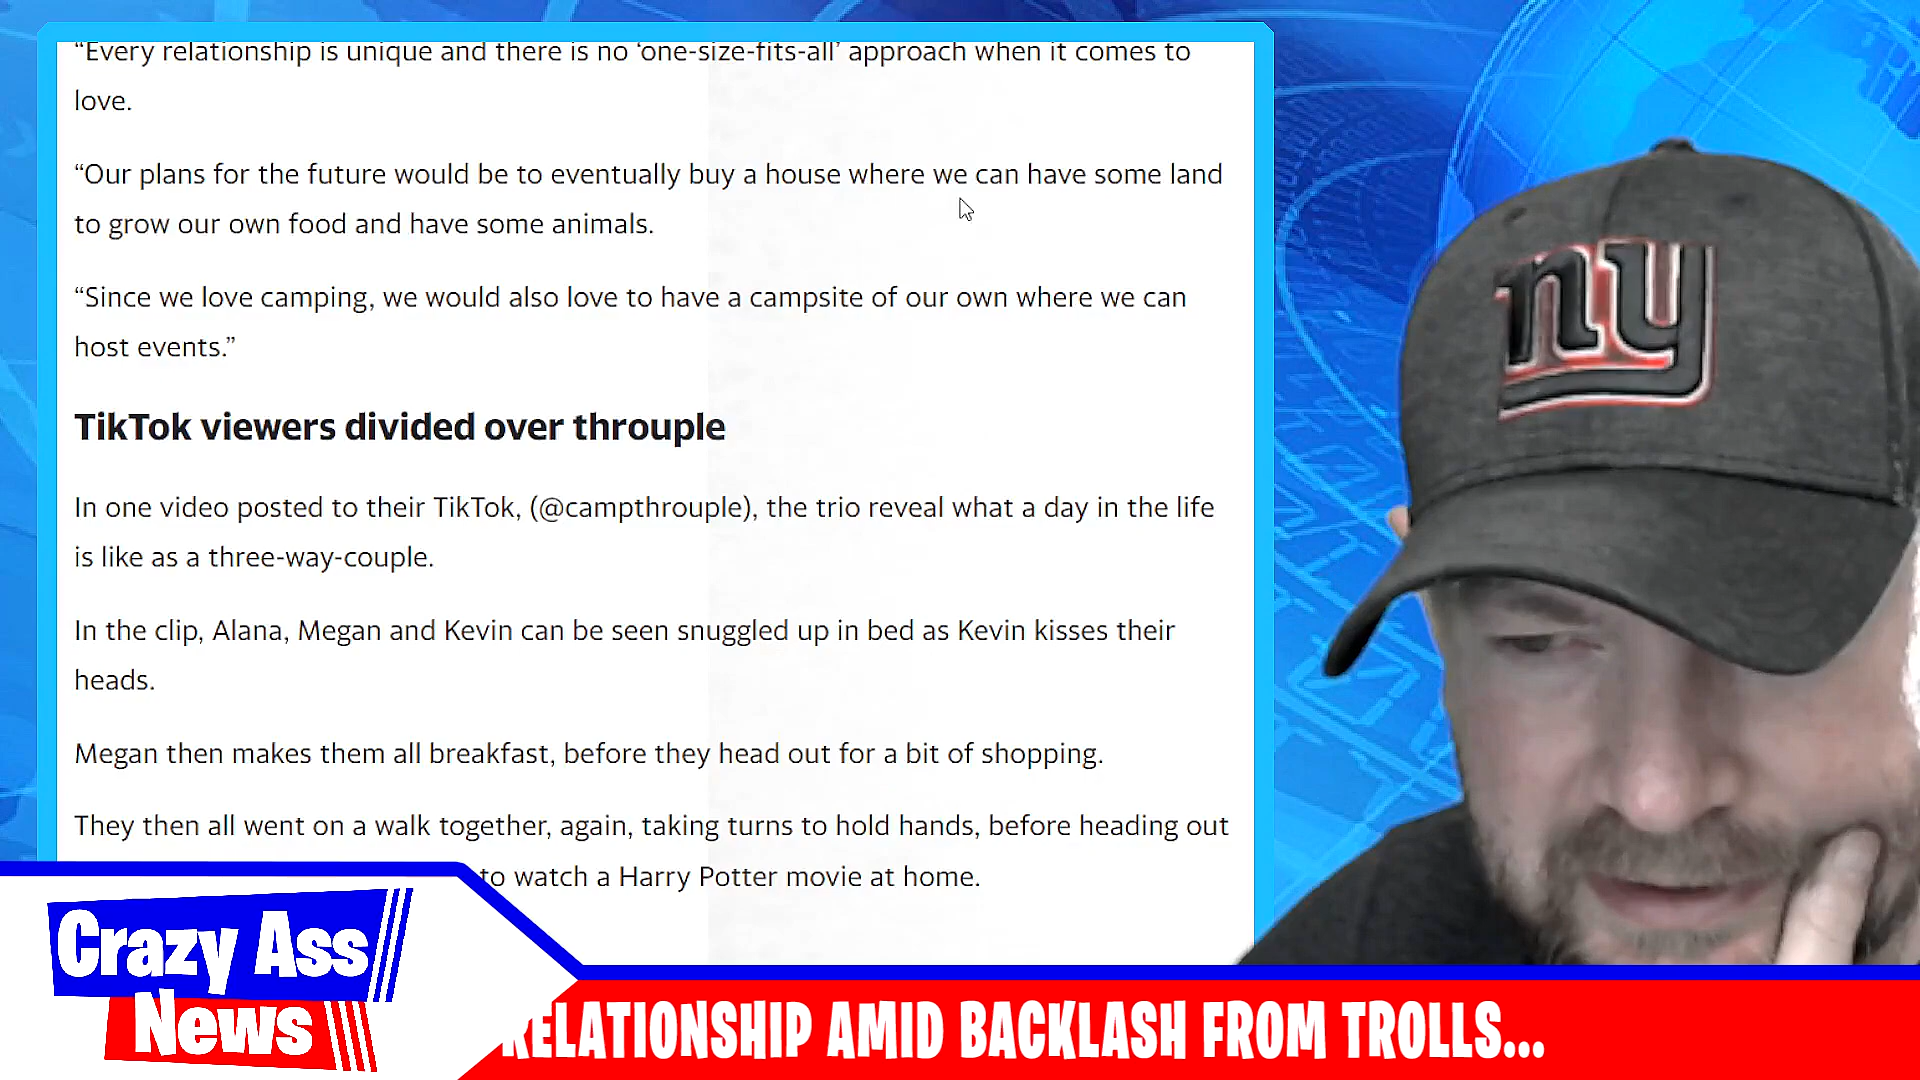 “Every relationship is unique and there is no ‘one-size-fits-all’ approach when it comes to
love.
“Our plans for the future would be to eventually buy a house where we can have some land
to grow our own food and have some animals.
“Since we love camping, we would also love to have a campsite of our own where we can
host events.”
TikTok viewers divided over throuple
In one video posted to their TikTok, (@campthrouple), the trio reveal what a day in the life
is like as a three-way-couple.
In the clip, Alana, Megan and Kevin can be seen snuggled up in bed as Kevin kisses their
heads.
Megan then makes them all breakfast, before they head out for a bit of shopping.
They then all went on a walk together, again, taking turns to hold hands, before heading out
to watch a Harry Potter movie at home.
ny
Crazy Ass
News
RELATIONSHIP AMID BACKLASH FROM TROLLS...